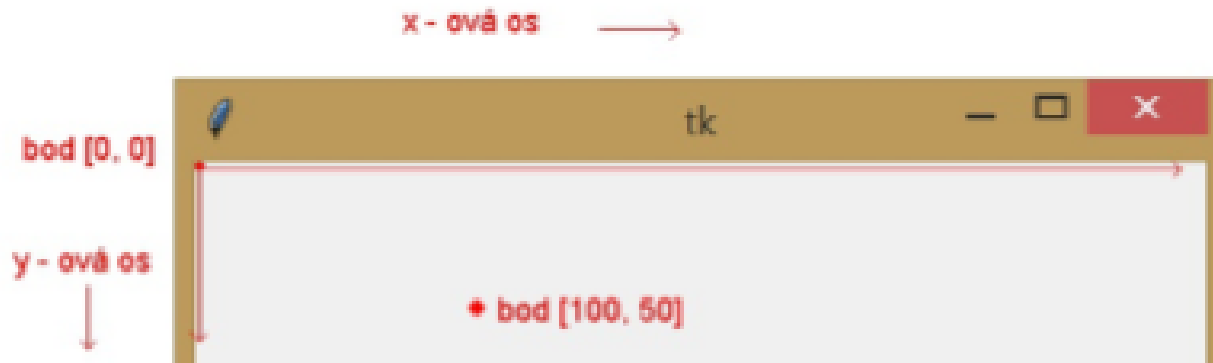 x - ová os
tk
bod [0, 0]
y - ová os
bod [100, 50]